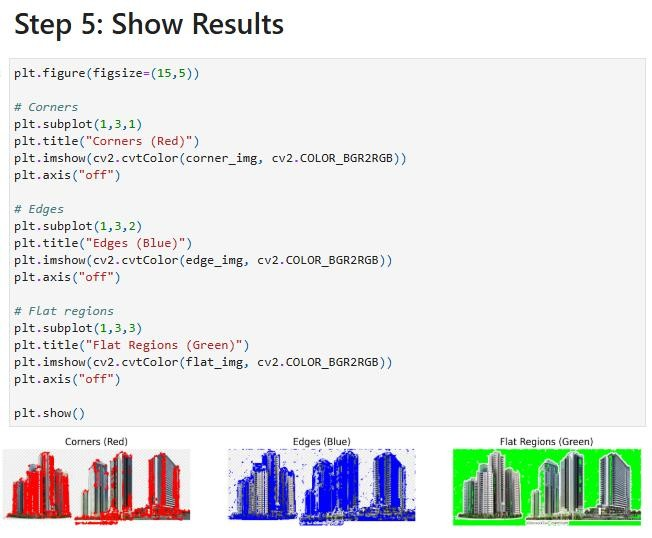 Step 5: Show Results
plt.figure(figsize=(15,5))
# Corners
plt.subplot(1,3,1)
plt.title("Corners (Red)")
plt.imshow(cv2.cvtColor(corner_img, cv2.COLOR_BGR2RGB))
plt.axis("off")
# Edges
plt.subplot(1,3,2)
plt.title("Edges (Blue)")
plt.imshow(cv2.cvtColor(edge_img, cv2.COLOR_BGR2RGB))
plt.axis("off")
# Flat regions
plt.subplot(1,3,3)
plt.title("Flat Regions (Green)")
plt.imshow(cv2.cvtColor(flat_img, cv2.COLOR_BGR2RGB))
plt.axis("off")
plt.show()
Corners (Red)
Edges (Blue)
Flat Regions (Green)